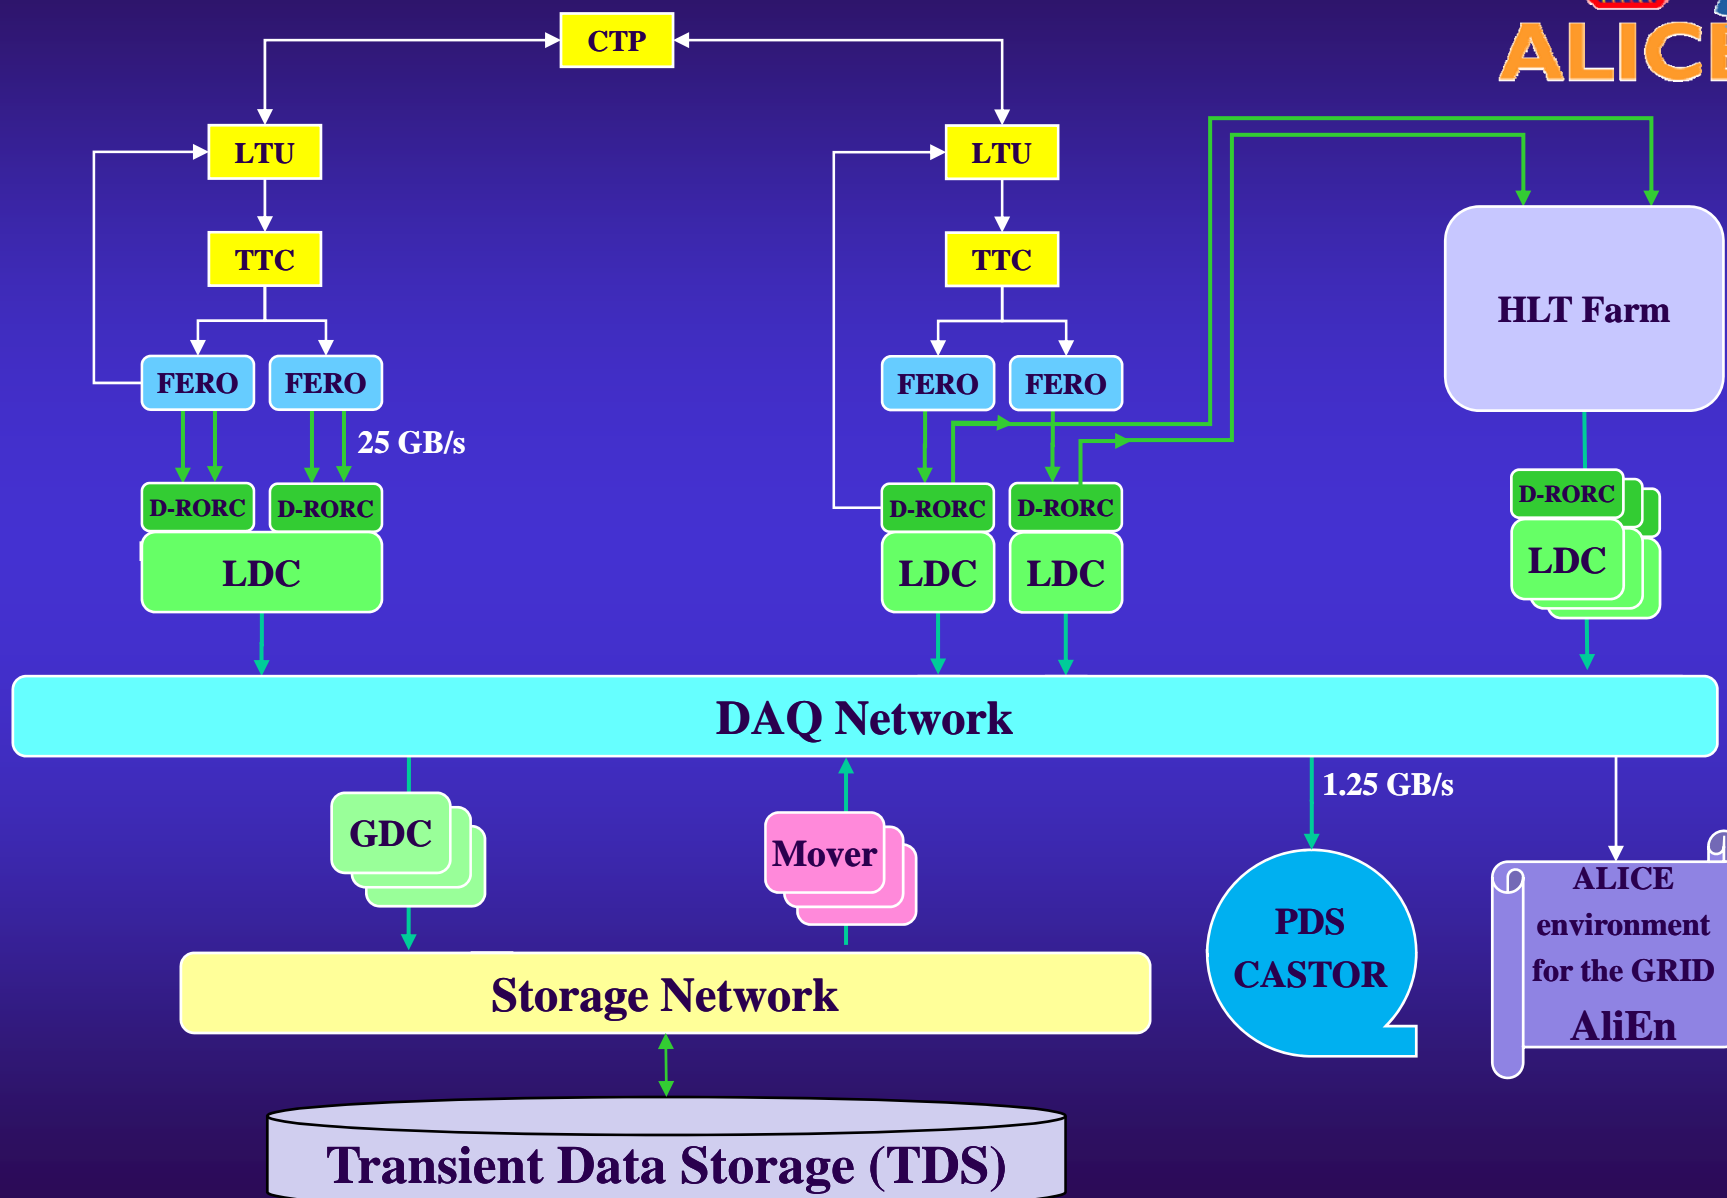 CTP
ALICE
LTU
LTU
TTC
TTC
HLT Farm
FERO
FERO
FERO
FERO
25 GB/s
D-RORC
D-RORC
D-RORC
D-RORC
D-RORC
LDC
LDC
LDC
LDC
DAQ Network
1.25 GB/s
GDC
Mover
PDS
CASTOR
ALICE
environment
for the GRID
AliEn
Storage Network
Transient Data Storage (TDS)